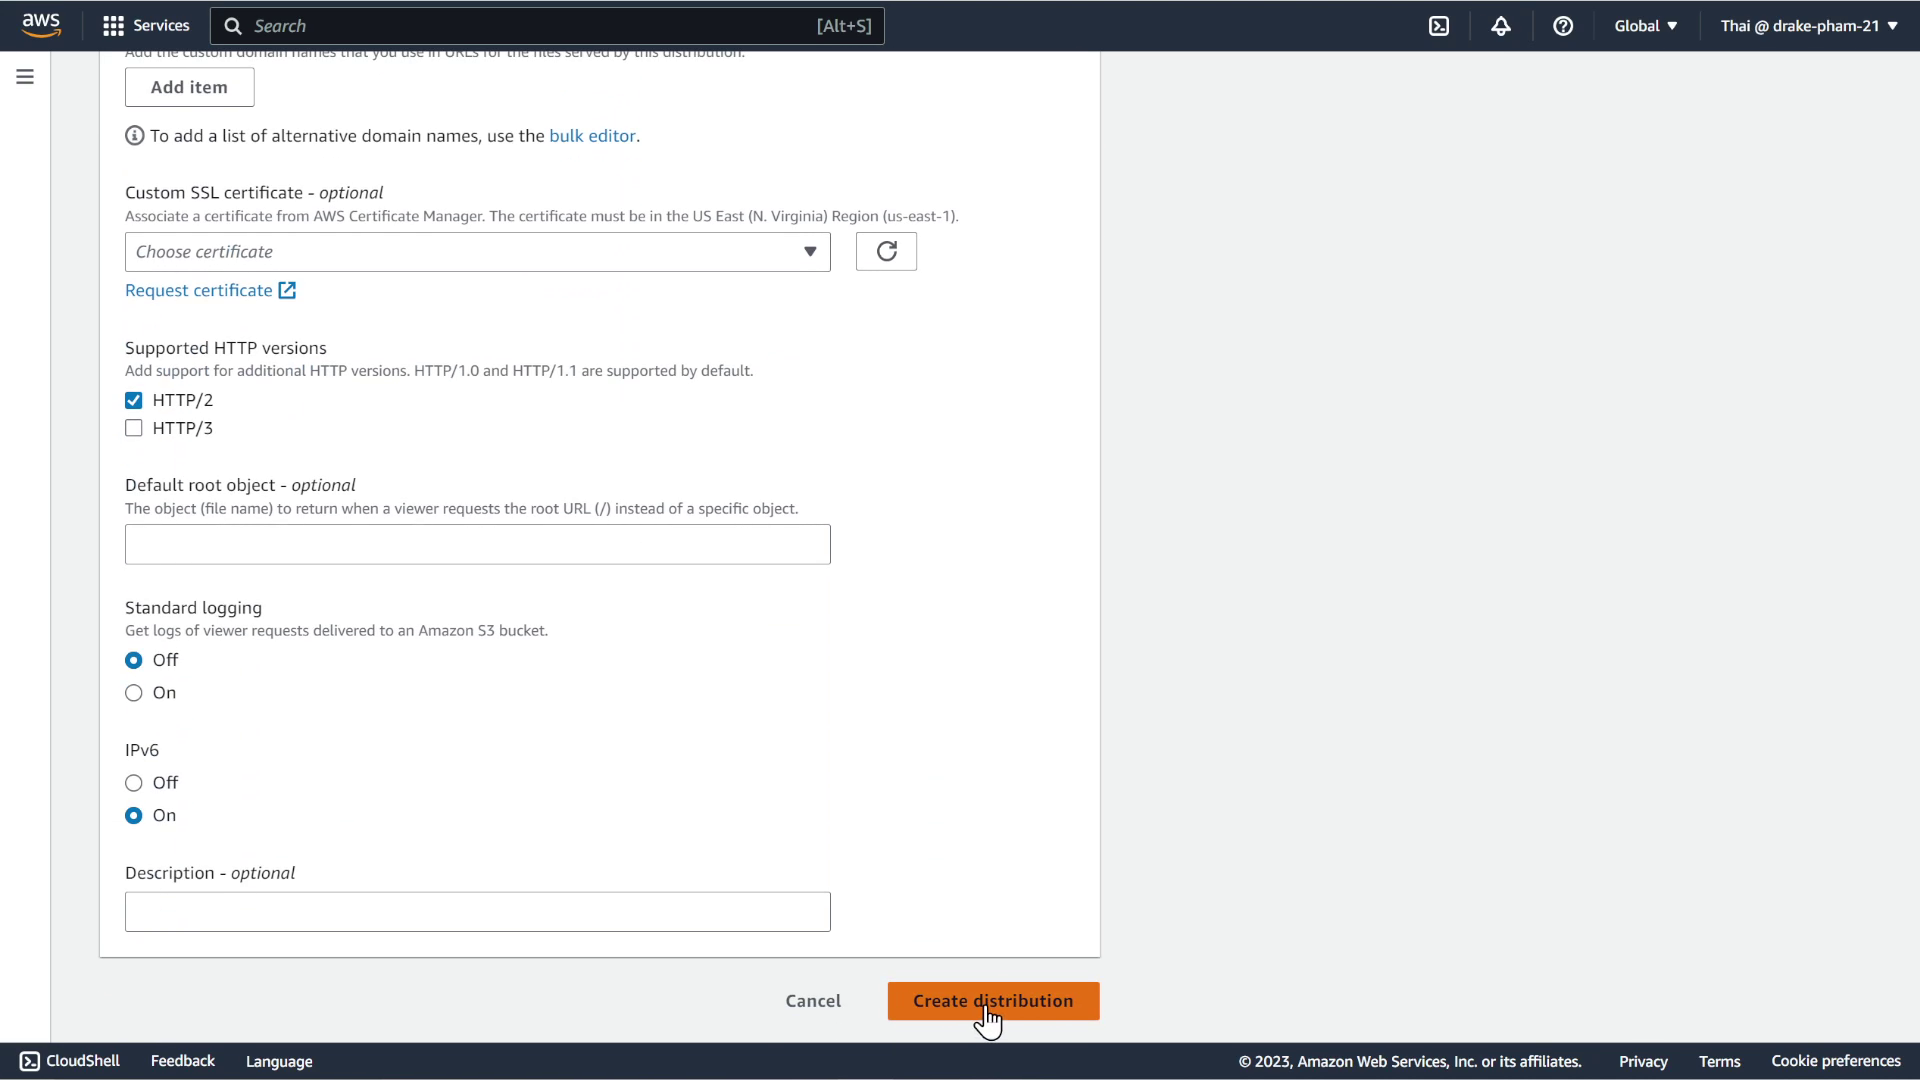 aws
Services
Search
[Alt+S]
Global
Thai @ drake-pham-21
Add the custom domain names that you use in URLs for the files served by this distribution.
Add item
To add a list of alternative domain names, use the bulk editor.
Custom SSL certificate - optional
Associate a certificate from AWS Certificate Manager. The certificate must be in the US East (N. Virginia) Region (us-east-1).
Choose certificate
Request certificate
Supported HTTP versions
Add support for additional HTTP versions. HTTP/1.0 and HTTP/1.1 are supported by default.
HTTP/2
HTTP/3
Default root object - optional
The object (file name) to return when a viewer requests the root URL (/) instead of a specific object.
Standard logging
Get logs of viewer requests delivered to an Amazon S3 bucket.
Off
On
IPv6
Off
On
Description - optional
Cancel
Create distribution
CloudShell
Feedback
Language
© 2023, Amazon Web Services, Inc. or its affiliates.
Privacy
Terms
Cookie preferences